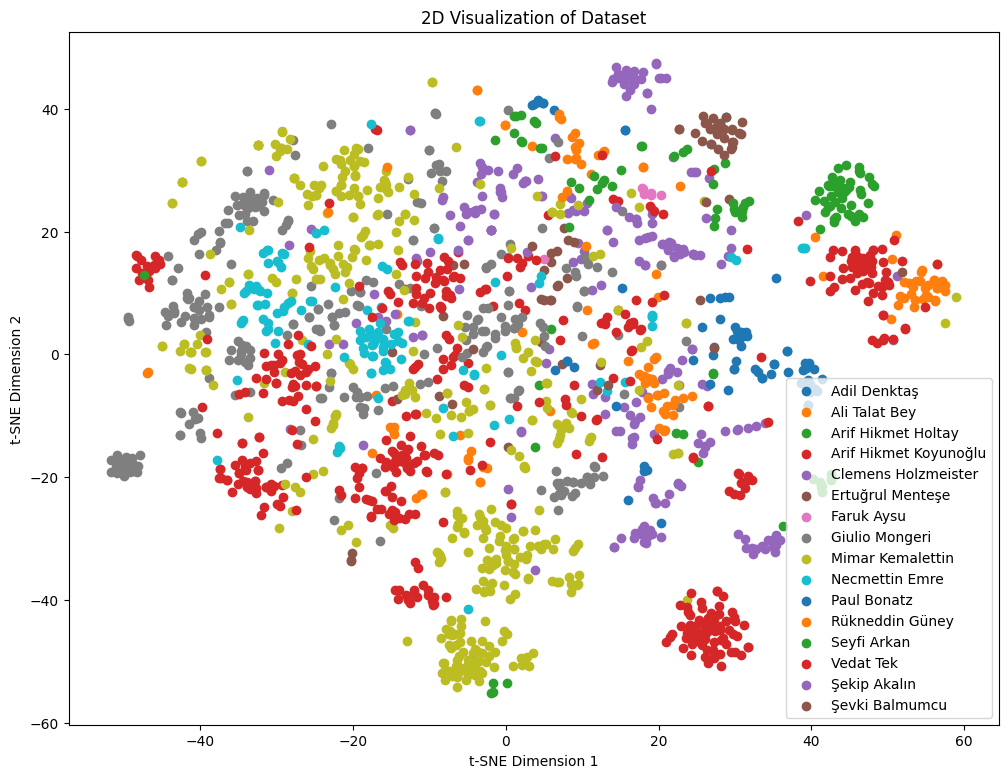 2D Visualization of Dataset
t-SNE Dimension 2
40
20
0
−20
−40
−60
−40
−20
0
20
40
60
t-SNE Dimension 1
Adil Denktaş
Ali Talat Bey
Arif Hikmet Holtay
Arif Hikmet Koyunoğlu
Clemens Holzmeister
Ertuğrul Menteşe
Faruk Aysu
Giulio Mongeri
Mimar Kemalettin
Necmettin Emre
Paul Bonatz
Rükneddin Güney
Seyfi Arkan
Vedat Tek
Şekip Akalın
Şevki Balmumcu